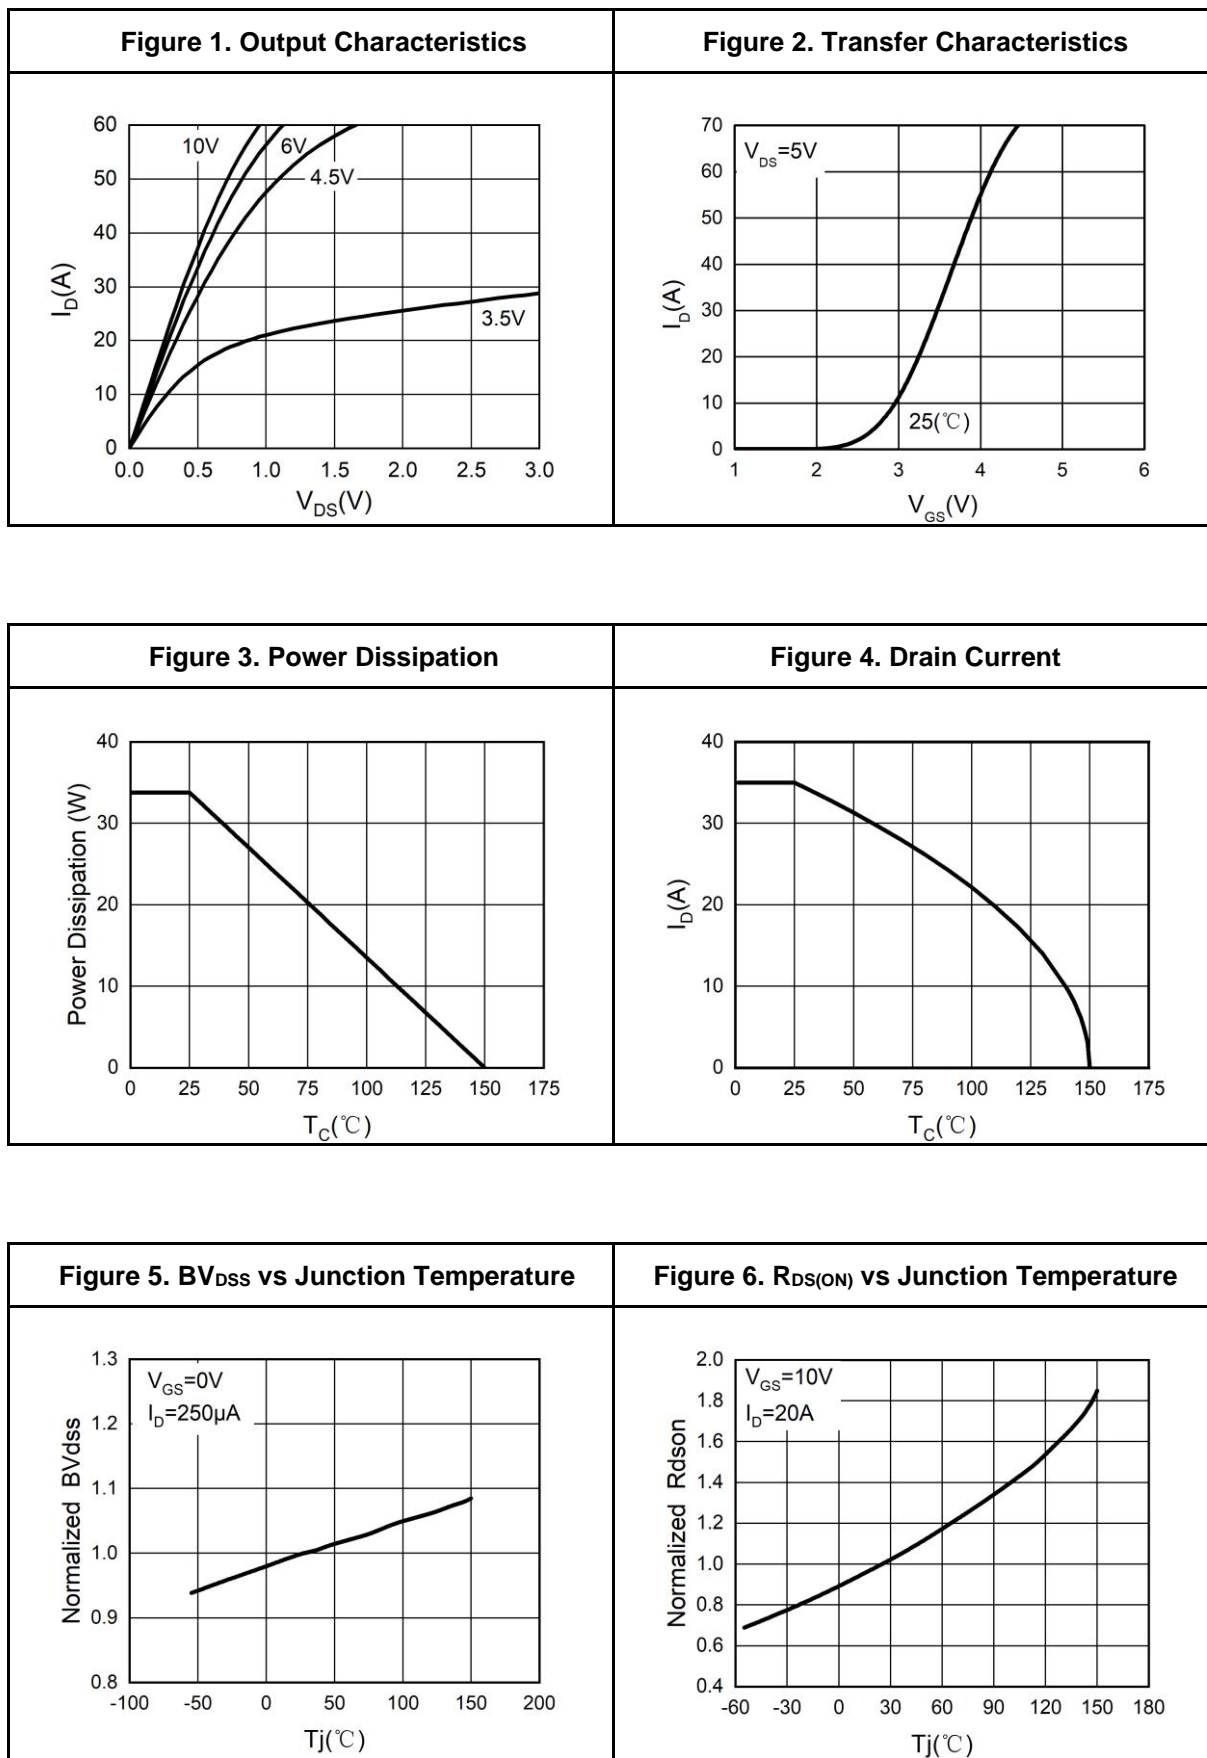 Figure 1. Output Characteristics
Figure 2. Transfer Characteristics
60
50
40
30
20
10
0
I_D(A)
10V
6V
4.5V
3.5V
0.0 0.5 1.0 1.5 2.0 2.5 3.0
V_DS(V)
70
60
50
40
30
20
10
0
I_D(A)
V_DS=5V
25(℃)
1 2 3 4 5 6
V_GS(V)
Figure 3. Power Dissipation
Figure 4. Drain Current
40
30
20
10
0
Power Dissipation (W)
0 25 50 75 100 125 150 175
T_C(℃)
40
30
20
10
0
I_D(A)
0 25 50 75 100 125 150 175
T_C(℃)
Figure 5. BV_DSS vs Junction Temperature
Figure 6. R_DS(ON) vs Junction Temperature
1.3
1.2
1.1
1.0
0.9
0.8
Normalized BVdss
V_GS=0V
I_D=250μA
-100 -50 0 50 100 150 200
Tj(℃)
2.0
1.8
1.6
1.4
1.2
1.0
0.8
0.6
0.4
Normalized Rdson
V_GS=10V
I_D=20A
-60 -30 0 30 60 90 120 150 180
Tj(℃)